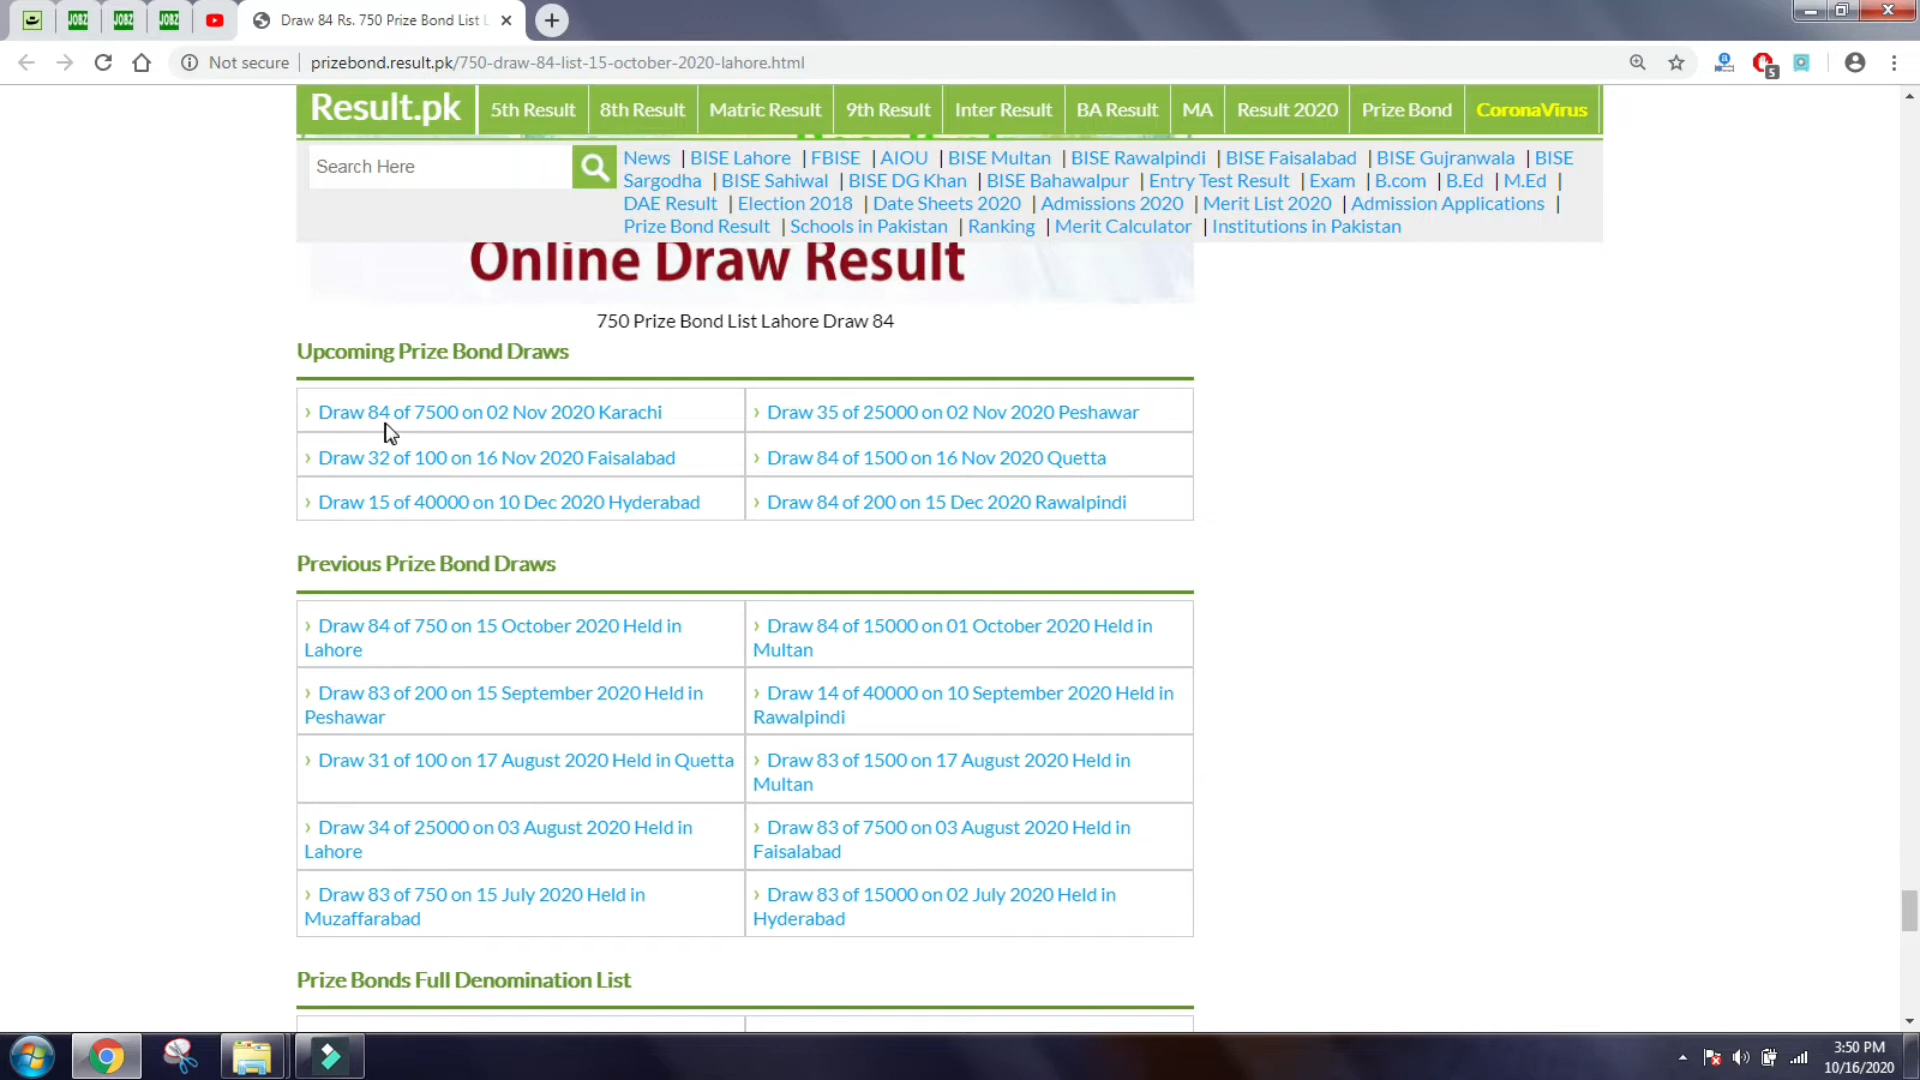 JOBZ JOBZ JOBZ Draw 84 Rs. 750 Prize Bond List L
Not secure | prizebond.result.pk/750-draw-84-list-15-october-2020-lahore.html
5
Result.pk 5th Result 8th Result Matric Result 9th Result Inter Result BA Result MA Result 2020 Prize Bond CoronaVirus
Search Here
News | BISE Lahore | FBISE | AIOU | BISE Multan | BISE Rawalpindi | BISE Faisalabad | BISE Gujranwala | BISE
Sargodha | BISE Sahiwal | BISE DG Khan | BISE Bahawalpur | Entry Test Result | Exam | B.com | B.Ed | M.Ed |
DAE Result | Election 2018 | Date Sheets 2020 | Admissions 2020 | Merit List 2020 | Admission Applications |
Prize Bond Result | Schools in Pakistan | Ranking | Merit Calculator | Institutions in Pakistan
Online Draw Result
750 Prize Bond List Lahore Draw 84
Upcoming Prize Bond Draws
› Draw 84 of 7500 on 02 Nov 2020 Karachi
› Draw 35 of 25000 on 02 Nov 2020 Peshawar
› Draw 32 of 100 on 16 Nov 2020 Faisalabad
› Draw 84 of 1500 on 16 Nov 2020 Quetta
› Draw 15 of 40000 on 10 Dec 2020 Hyderabad
› Draw 84 of 200 on 15 Dec 2020 Rawalpindi
Previous Prize Bond Draws
› Draw 84 of 750 on 15 October 2020 Held in
Lahore
› Draw 84 of 15000 on 01 October 2020 Held in
Multan
› Draw 83 of 200 on 15 September 2020 Held in
Peshawar
› Draw 14 of 40000 on 10 September 2020 Held in
Rawalpindi
› Draw 31 of 100 on 17 August 2020 Held in Quetta
› Draw 83 of 1500 on 17 August 2020 Held in
Multan
› Draw 34 of 25000 on 03 August 2020 Held in
Lahore
› Draw 83 of 7500 on 03 August 2020 Held in
Faisalabad
› Draw 83 of 750 on 15 July 2020 Held in
Muzaffarabad
› Draw 83 of 15000 on 02 July 2020 Held in
Hyderabad
Prize Bonds Full Denomination List
3:50 PM
10/16/2020